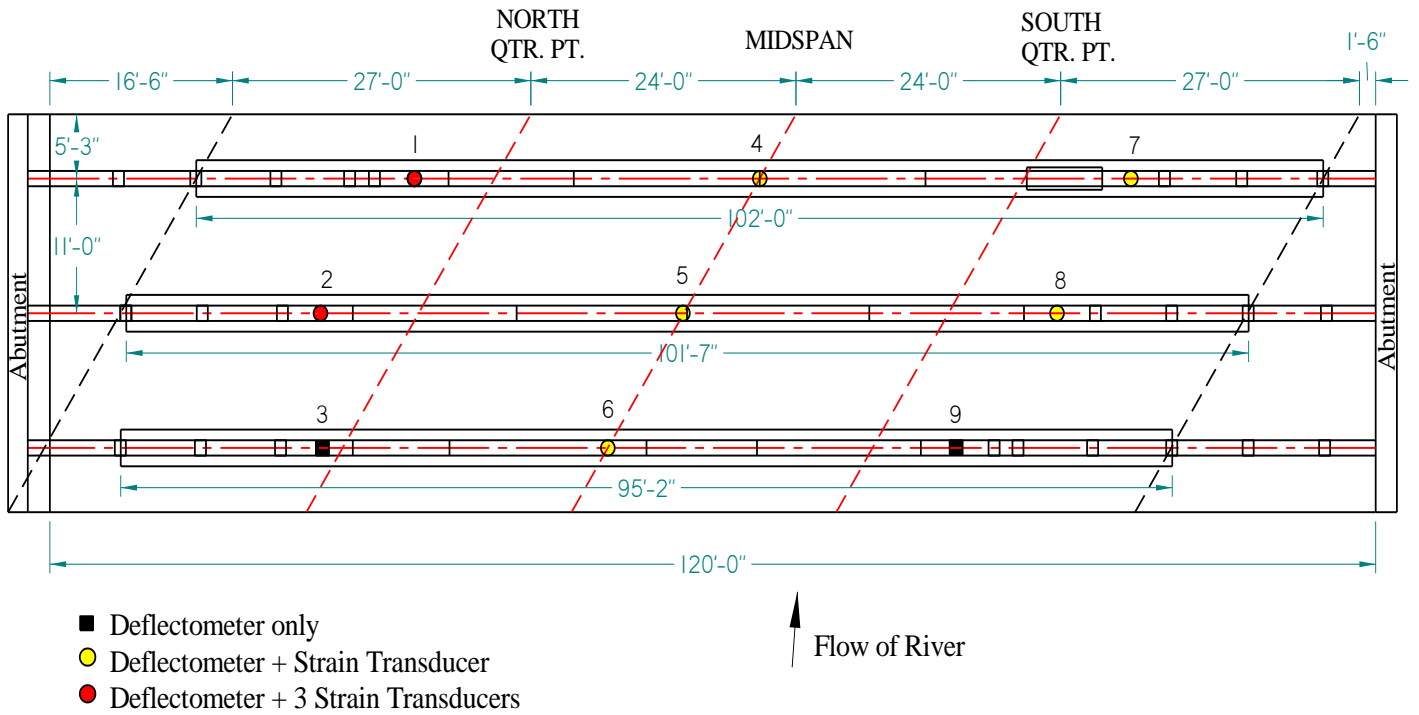 NORTH
QTR. PT.
MIDSPAN
SOUTH
QTR. PT.
1'-6"
16'-6"
27'-0"
24'-0"
24'-0"
27'-0"
5'-3"
1
4
7
102'-0"
11'-0"
2
5
8
Abutment
Abutment
101'-7"
3
6
9
95'-2"
120'-0"
Deflectometer only
Deflectometer + Strain Transducer
Deflectometer + 3 Strain Transducers
Flow of River